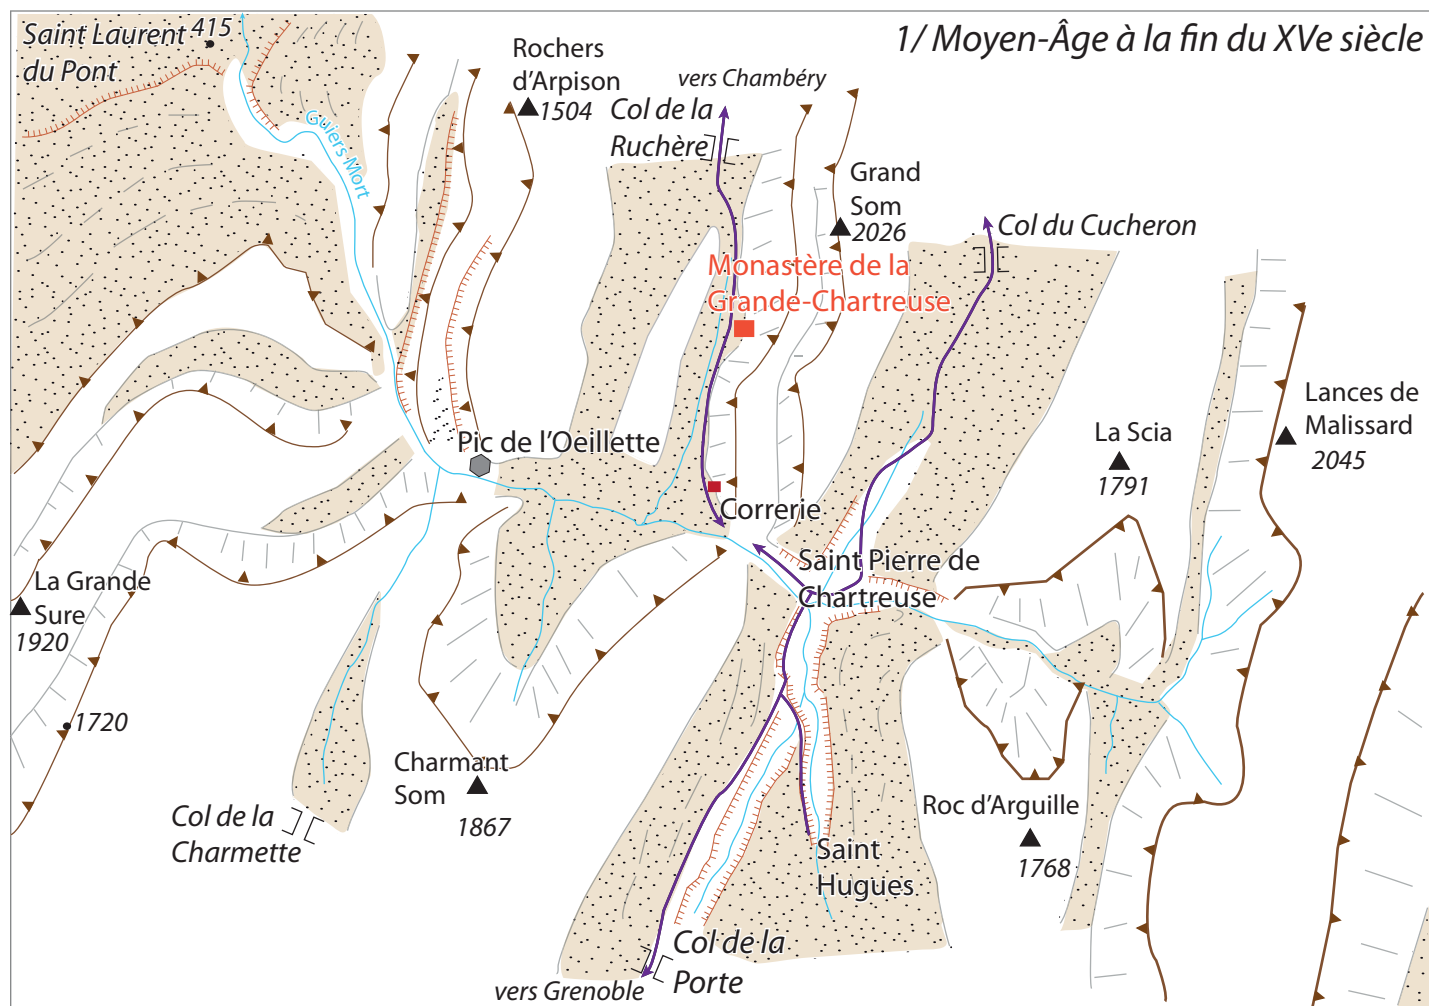 1/ Moyen-Âge à la fin du XVe siècle
Saint Laurent 415
du Pont
Guiers Mort
Rochers
d'Arpison
1504
vers Chambéry
Col de la
Ruchère
Grand
Som
2026
Col du Cucheron
Monastère de la
Grande-Chartreuse
Lances de
Malissard
2045
La Scia
1791
Pic de l'Oeillette
Correrie
Saint Pierre de
Chartreuse
La Grande
Sure
1920
1720
Charmant
Som
1867
Col de la
Charmette
Roc d'Arguille
1768
Saint
Hugues
Col de la
Porte
vers Grenoble